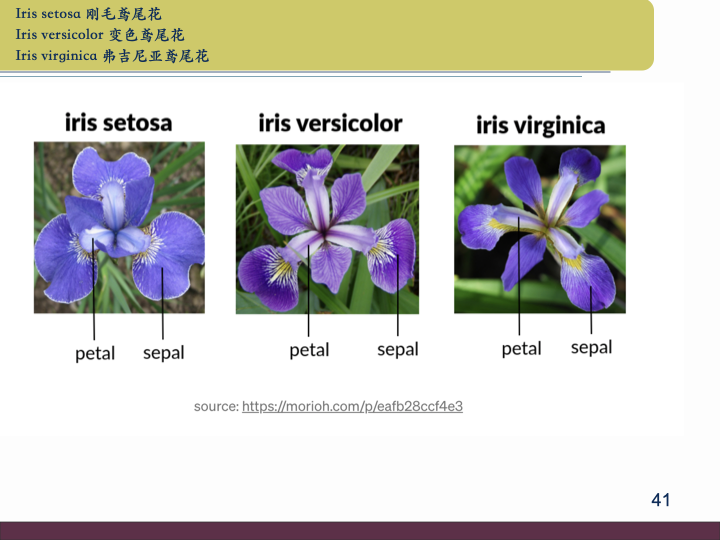 Iris setosa 刚毛鸢尾花
Iris versicolor 变色鸢尾花
Iris virginica 弗吉尼亚鸢尾花
iris setosa
iris versicolor
iris virginica
petal
sepal
petal
sepal
petal
sepal
source: https://morioh.com/p/eafb28ccf4e3
41